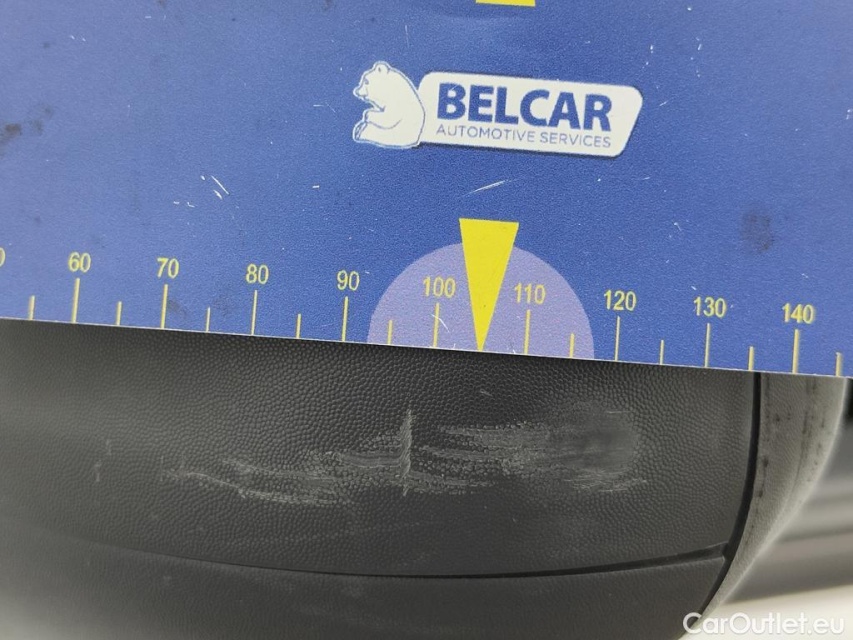 BELCAR
AUTOMOTIVE SERVICES
60 70 80 90 100 110 120 130 140
CarOutlet.eu